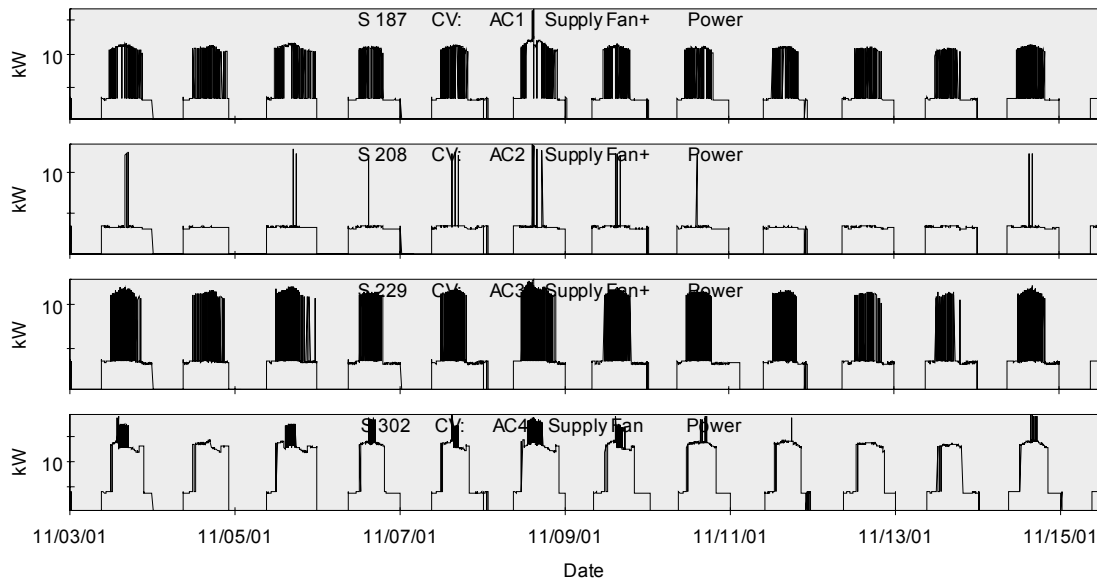 S 187 CV: AC1 Supply Fan+ Power
10
kW
S 208 CV: AC2 Supply Fan+ Power
10
kW
S 229 CV: AC3 Supply Fan+ Power
10
kW
S 302 CV: AC4 Supply Fan Power
10
kW
11/03/01 11/05/01 11/07/01 11/09/01 11/11/01 11/13/01 11/15/01
Date